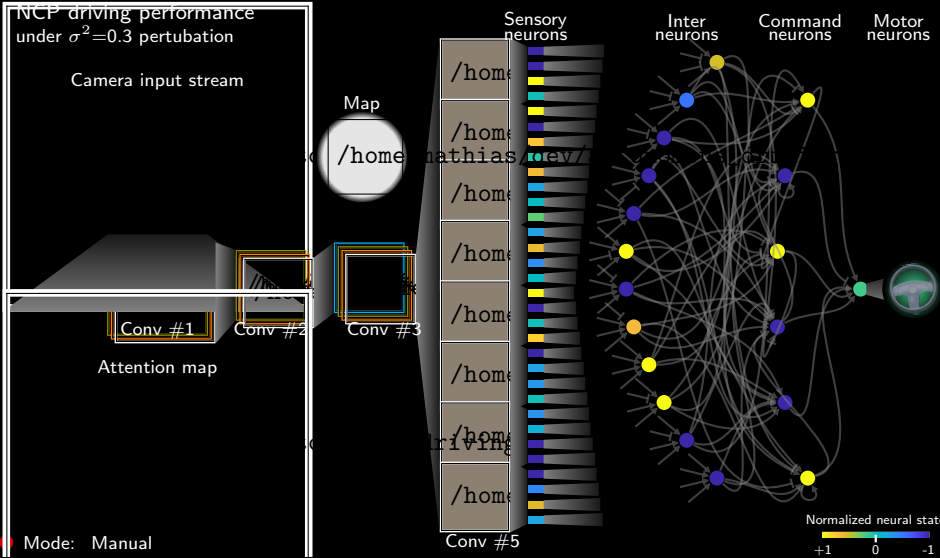 NCP driving performance
under σ²=0.3 pertubation
Camera input stream
Map
Sensory
neurons
Inter
neurons
Command
neurons
Motor
neurons
/home
/home
/home/mathias/dev/
/home
/home
/home
/home
/home
/home
driving
Conv #1
Conv #2
Conv #3
Attention map
Conv #5
Mode: Manual
Normalized neural state
+1 0 -1